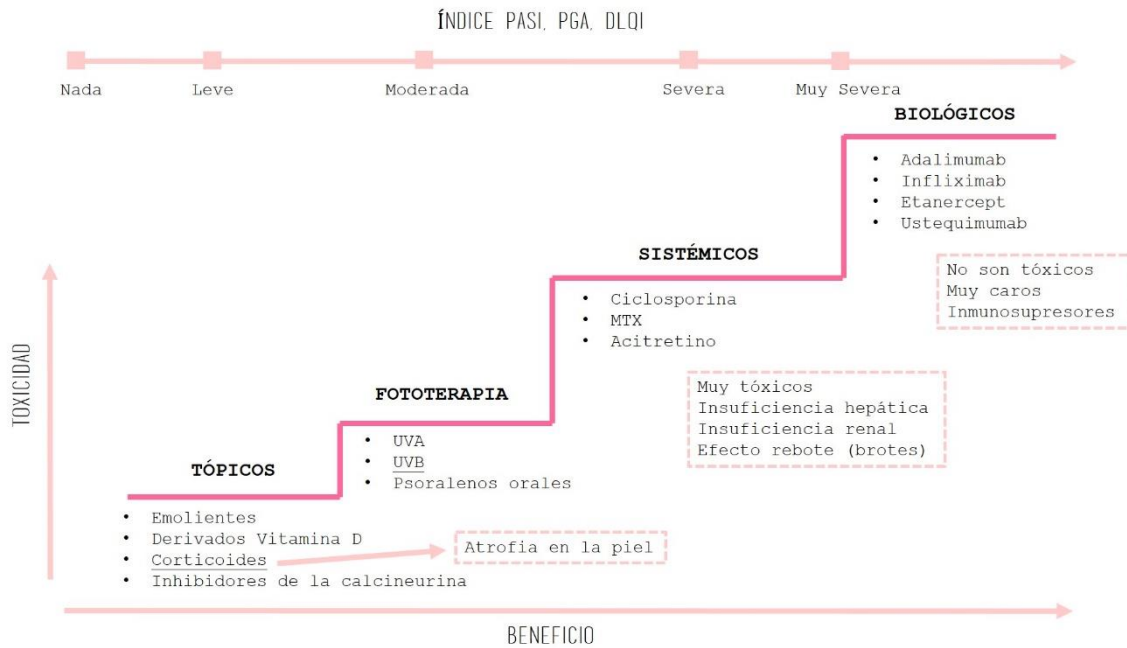 ÍNDICE PASI, PGA, DLQI
Nada
Leve
Moderada
Severa
Muy Severa
BIOLÓGICOS
• Adalimumab
• Infliximab
• Etanercept
• Ustequimumab
No son tóxicos
Muy caros
Inmunosupresores
SISTÉMICOS
• Ciclosporina
• MTX
• Acitretino
Muy tóxicos
Insuficiencia hepática
Insuficiencia renal
Efecto rebote (brotes)
FOTOTERAPIA
• UVA
• UVB
• Psoralenos orales
TÓPICOS
• Emolientes
• Derivados Vitamina D
• Corticoides
• Inhibidores de la calcineurina
Atrofia en la piel
TOXICIDAD
BENEFICIO